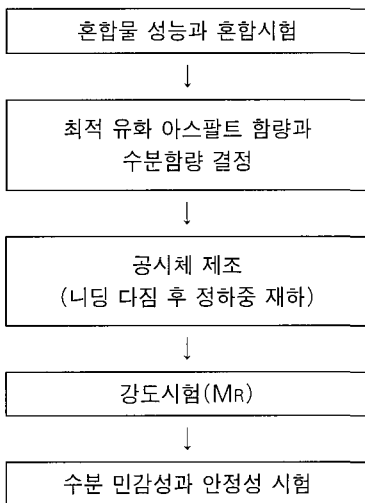 혼합물 성능과 혼합시험
↓
최적 유화 아스팔트 함량과
수분함량 결정
↓
공시체 제조
(니딩 다짐 후 정하중 재하)
↓
강도시험(MR)
↓
수분 민감성과 안정성 시험